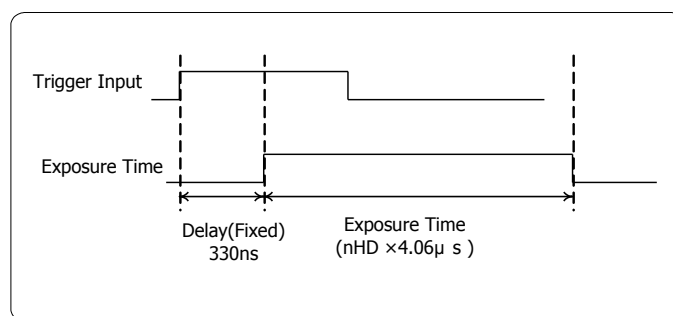 Trigger Input
Exposure Time
Delay(Fixed)
330ns
Exposure Time
(nHD ×4.06μ s )